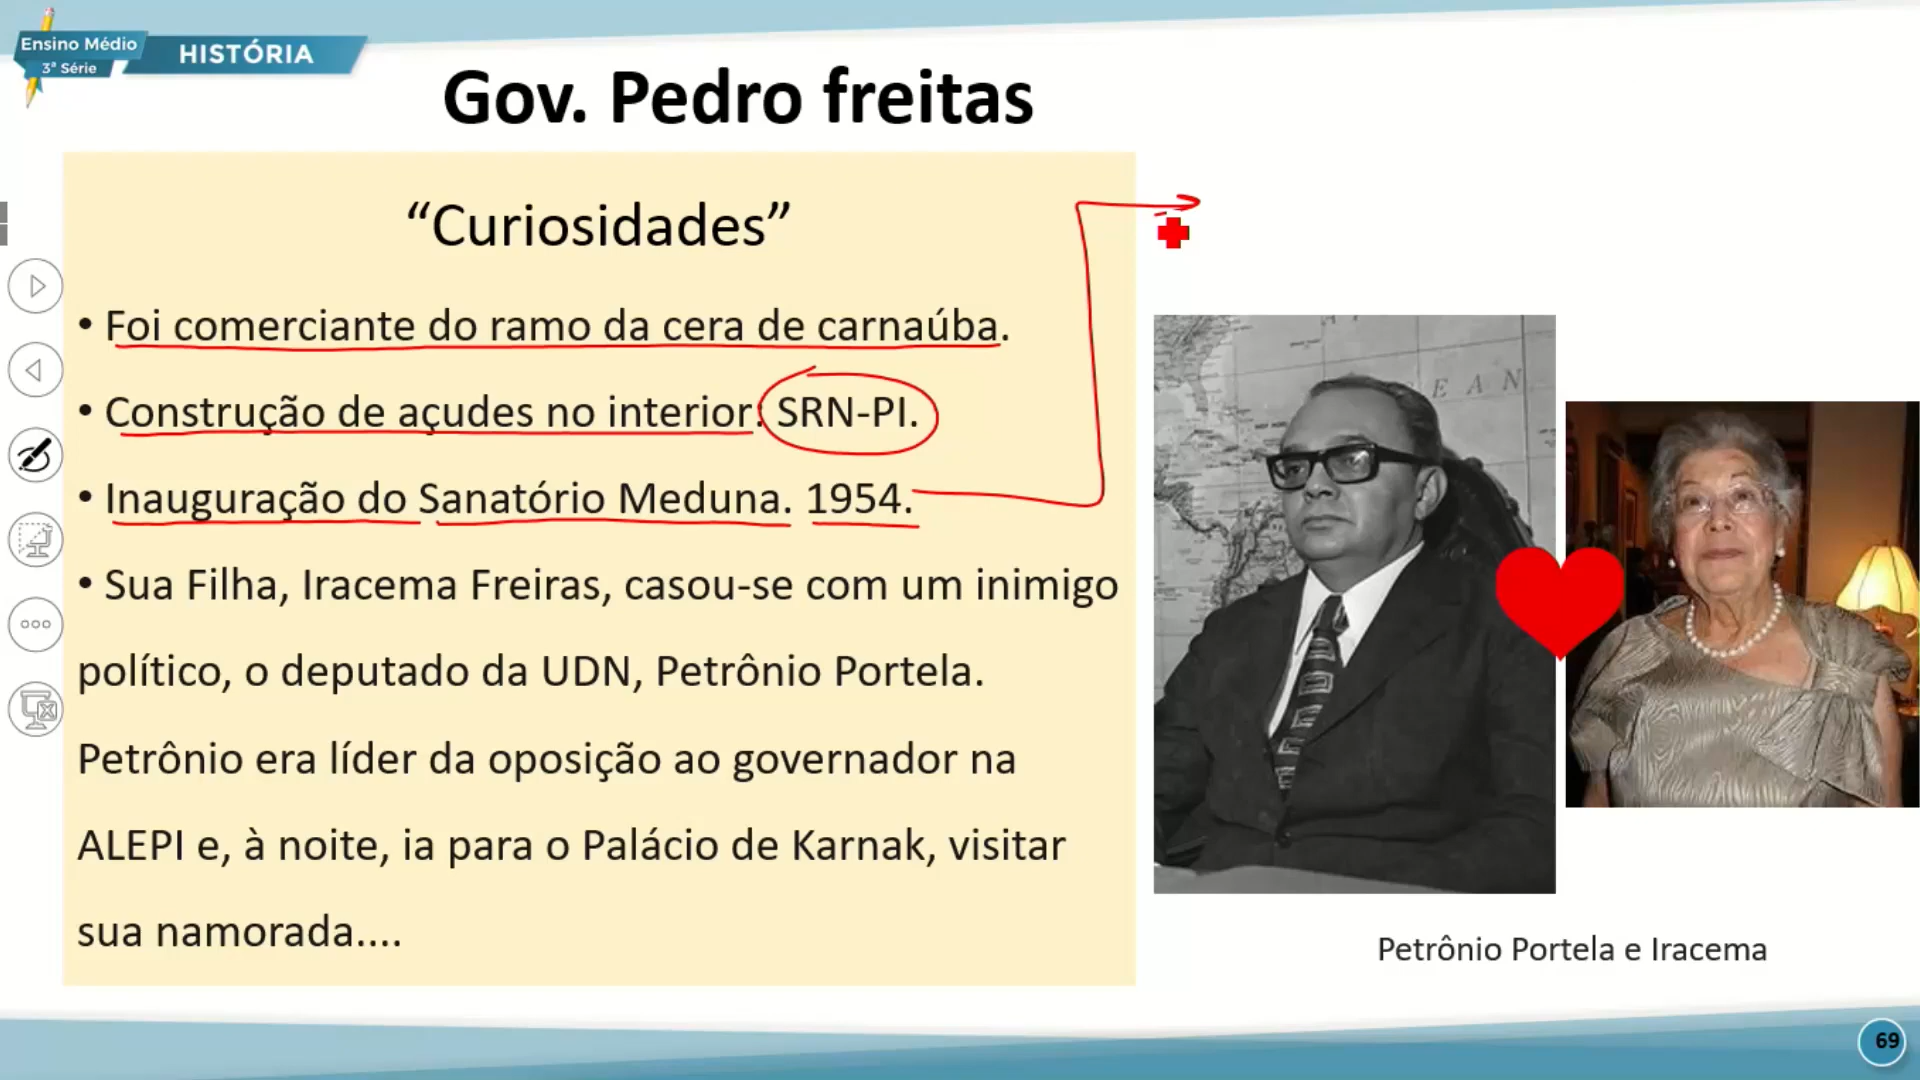 Ensino Médio
3ª Série
HISTÓRIA
Gov. Pedro freitas
“Curiosidades”
• Foi comerciante do ramo da cera de carnaúba.
• Construção de açudes no interior: SRN-PI.
• Inauguração do Sanatório Meduna. 1954.
• Sua Filha, Iracema Freiras, casou-se com um inimigo
político, o deputado da UDN, Petrônio Portela.
Petrônio era líder da oposição ao governador na
ALEPI e, à noite, ia para o Palácio de Karnak, visitar
sua namorada....
E A N
Petrônio Portela e Iracema
69